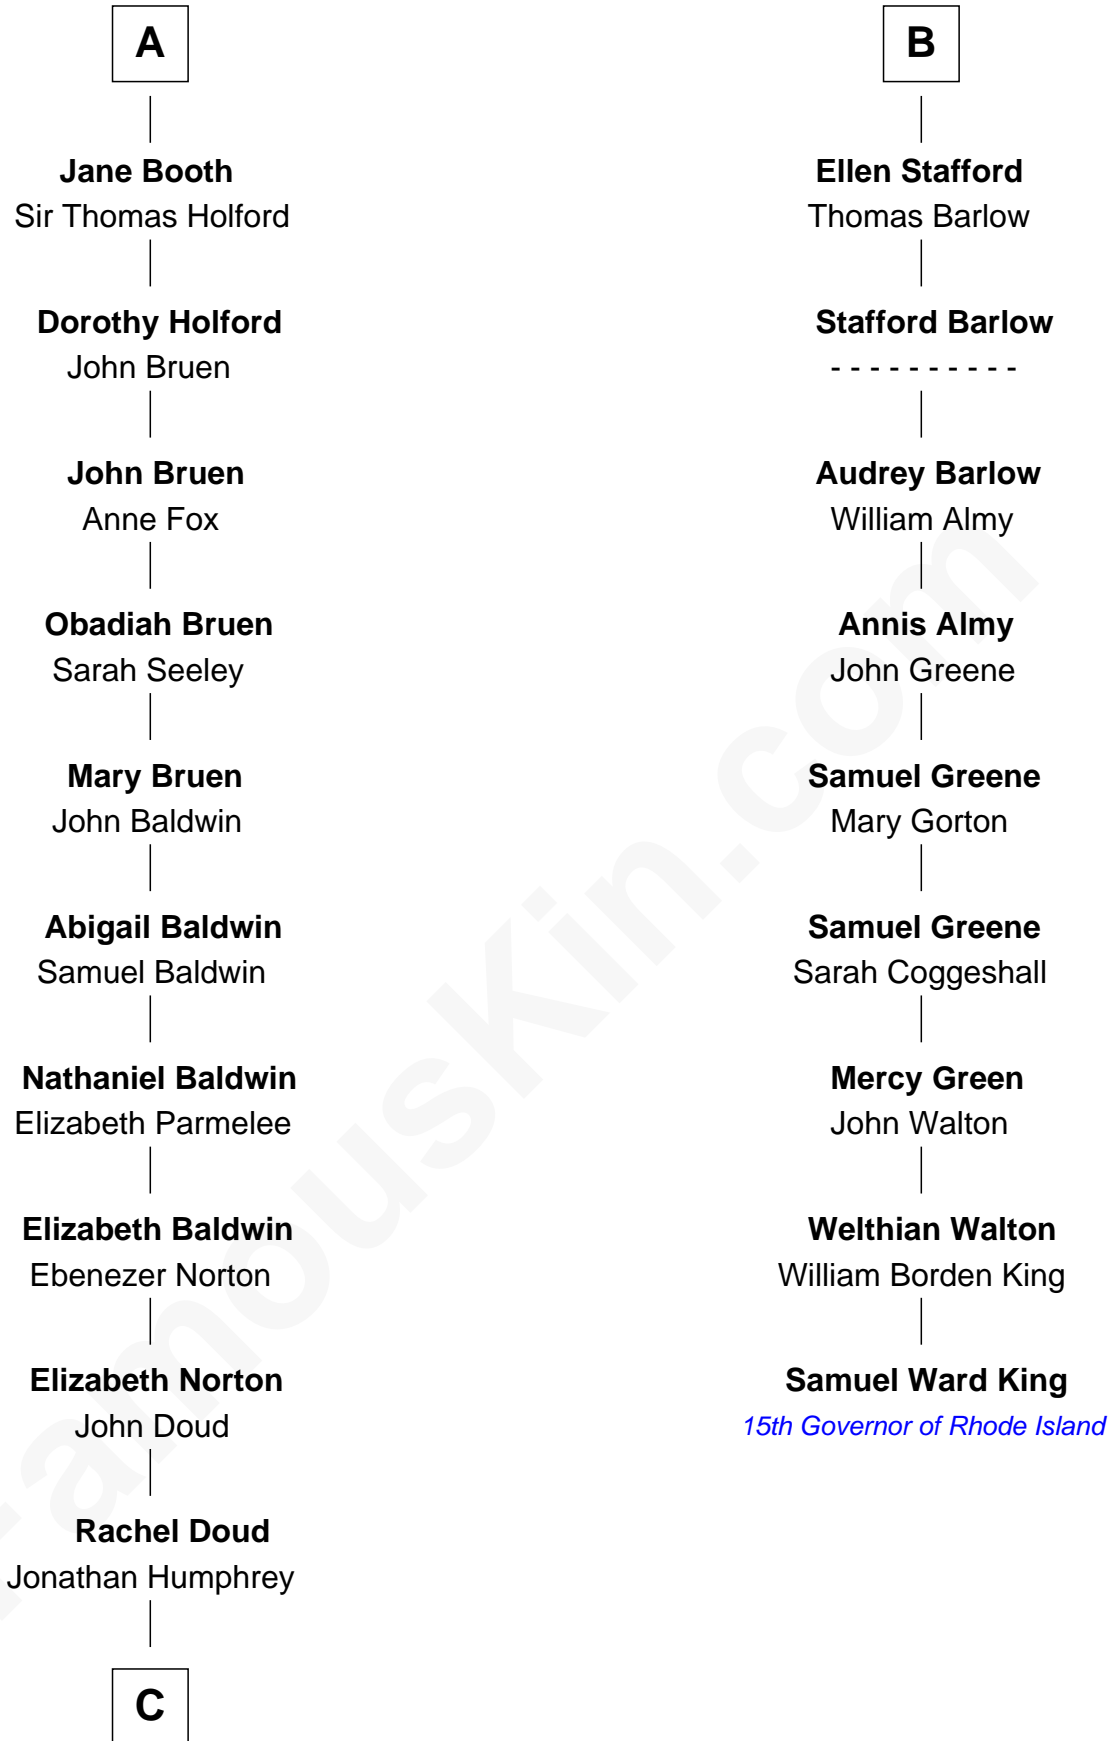 A
Jane Booth
Sir Thomas Holford
Dorothy Holford
John Bruen
John Bruen
Anne Fox
Obadiah Bruen
Sarah Seeley
Mary Bruen
John Baldwin
Abigail Baldwin
Samuel Baldwin
Nathaniel Baldwin
Elizabeth Parmelee
Elizabeth Baldwin
Ebenezer Norton
Elizabeth Norton
John Doud
Rachel Doud
Jonathan Humphrey
C
B
Ellen Stafford
Thomas Barlow
Stafford Barlow
- - - - - - - - - -
Audrey Barlow
William Almy
Annis Almy
John Greene
Samuel Greene
Mary Gorton
Samuel Greene
Sarah Coggeshall
Mercy Green
John Walton
Welthian Walton
William Borden King
Samuel Ward King
15th Governor of Rhode Island
FamousKin.com